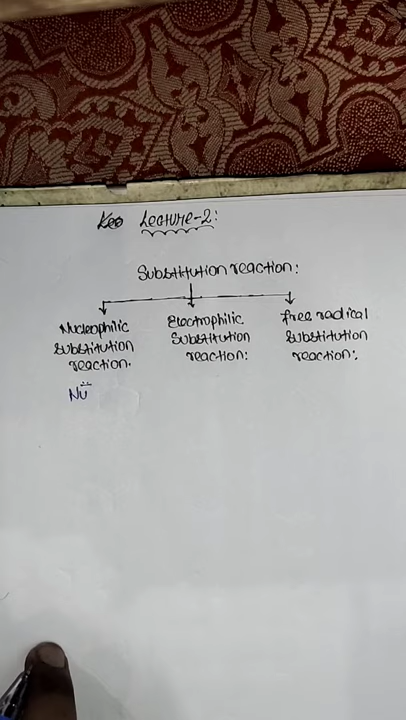 Lecture-2:
Substitution reaction:
Nucleophilic Electrophilic free radical
Substitution Substitution Substitution
reaction. reaction: reaction:
Nu